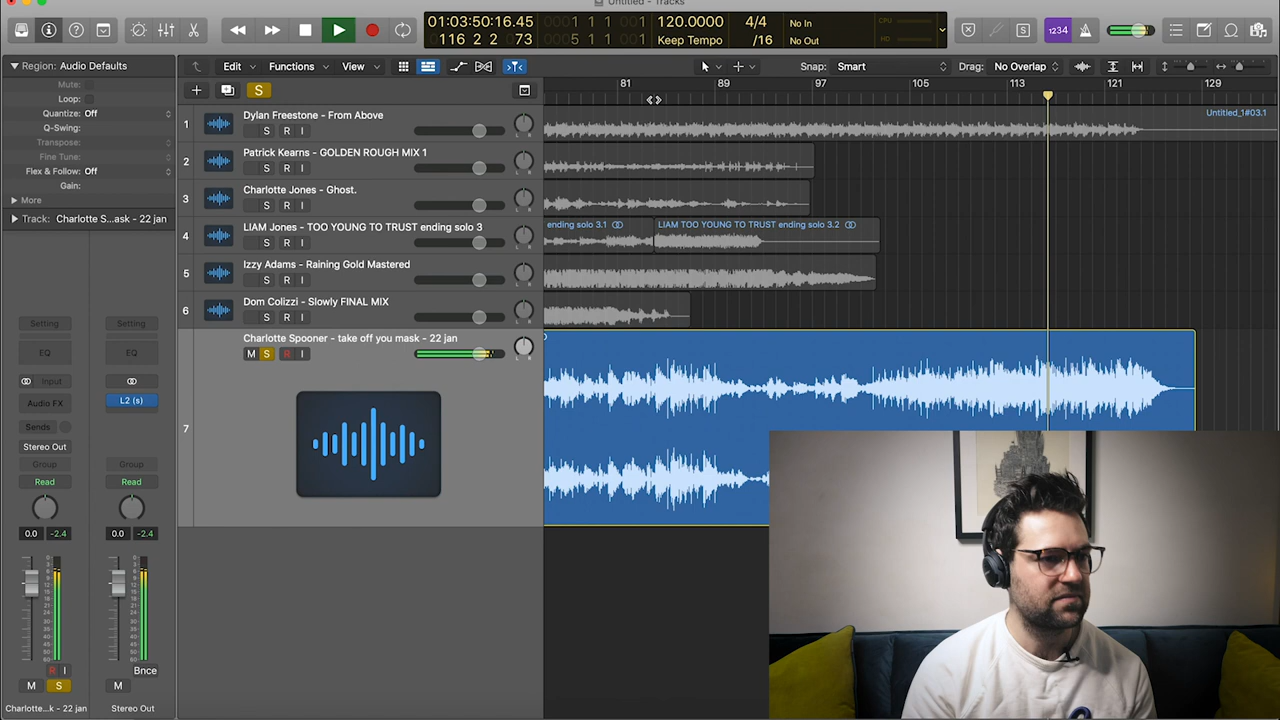 Untitled - Tracks
01:03:50:16.45
116 2 2 73
0001 1 1 1
0005 1 1 1
120.0000
Keep Tempo
4/4
/16
No In
No Out
CPU
HD
1234
Region: Audio Defaults
Mute:
Loop:
Quantize: Off
Q-Swing:
Transpose:
Fine Tune:
Flex & Follow: Off
Gain:
More
Track: Charlotte S...ask - 22 jan
Edit Functions View
Snap: Smart
Drag: No Overlap
S
81 89 97 105 113 121 129
1 Dylan Freestone - From Above
S R I
Untitled_1#03.1
2 Patrick Kearns - GOLDEN ROUGH MIX 1
S R I
3 Charlotte Jones - Ghost.
S R I
4 LIAM Jones - TOO YOUNG TO TRUST ending solo 3
S R I
ending solo 3.1
LIAM TOO YOUNG TO TRUST ending solo 3.2
5 Izzy Adams - Raining Gold Mastered
S R I
6 Dom Colizzi - Slowly FINAL MIX
S R I
7 Charlotte Spooner - take off you mask - 22 jan
M S R I
Setting Setting
EQ EQ
Input
Audio FX L2 (s)
Sends
Stereo Out
Group Group
Read Read
0.0 -2.4 0.0 -2.4
R I Bnce
M S M
Charlotte...k - 22 jan Stereo Out